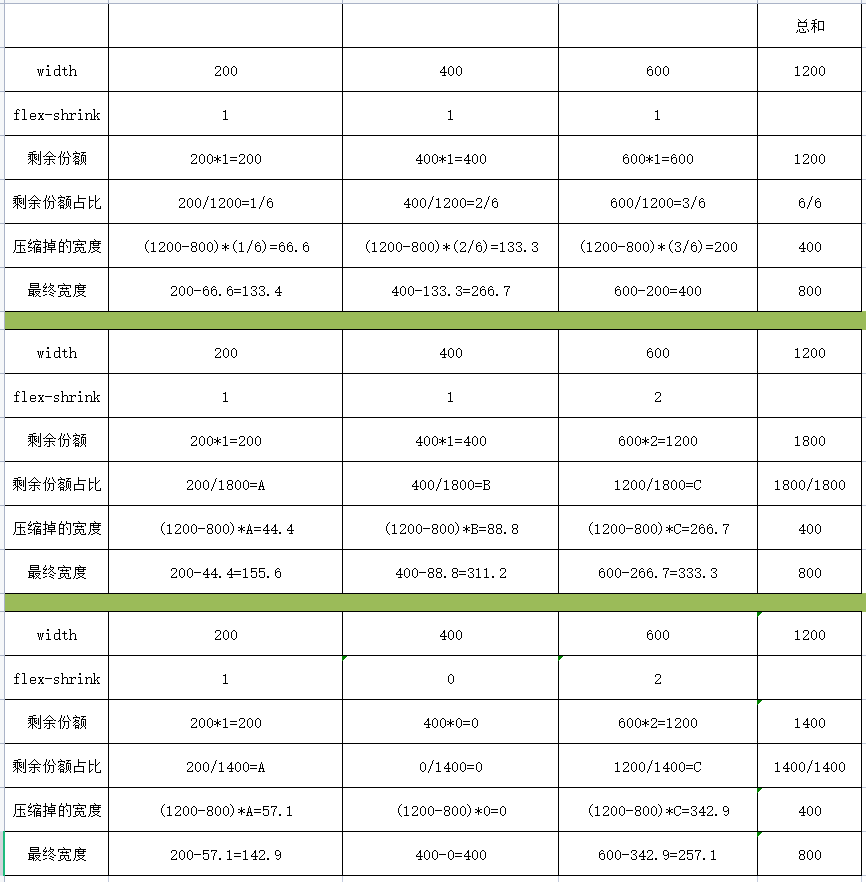 总和
width 200 400 600 1200
flex-shrink 1 1 1
剩余份额 200*1=200 400*1=400 600*1=600 1200
剩余份额占比 200/1200=1/6 400/1200=2/6 600/1200=3/6 6/6
压缩掉的宽度 (1200-800)*(1/6)=66.6 (1200-800)*(2/6)=133.3 (1200-800)*(3/6)=200 400
最终宽度 200-66.6=133.4 400-133.3=266.7 600-200=400 800
width 200 400 600 1200
flex-shrink 1 1 2
剩余份额 200*1=200 400*1=400 600*2=1200 1800
剩余份额占比 200/1800=A 400/1800=B 1200/1800=C 1800/1800
压缩掉的宽度 (1200-800)*A=44.4 (1200-800)*B=88.8 (1200-800)*C=266.7 400
最终宽度 200-44.4=155.6 400-88.8=311.2 600-266.7=333.3 800
width 200 400 600 1200
flex-shrink 1 0 2
剩余份额 200*1=200 400*0=0 600*2=1200 1400
剩余份额占比 200/1400=A 0/1400=0 1200/1400=C 1400/1400
压缩掉的宽度 (1200-800)*A=57.1 (1200-800)*0=0 (1200-800)*C=342.9 400
最终宽度 200-57.1=142.9 400-0=400 600-342.9=257.1 800